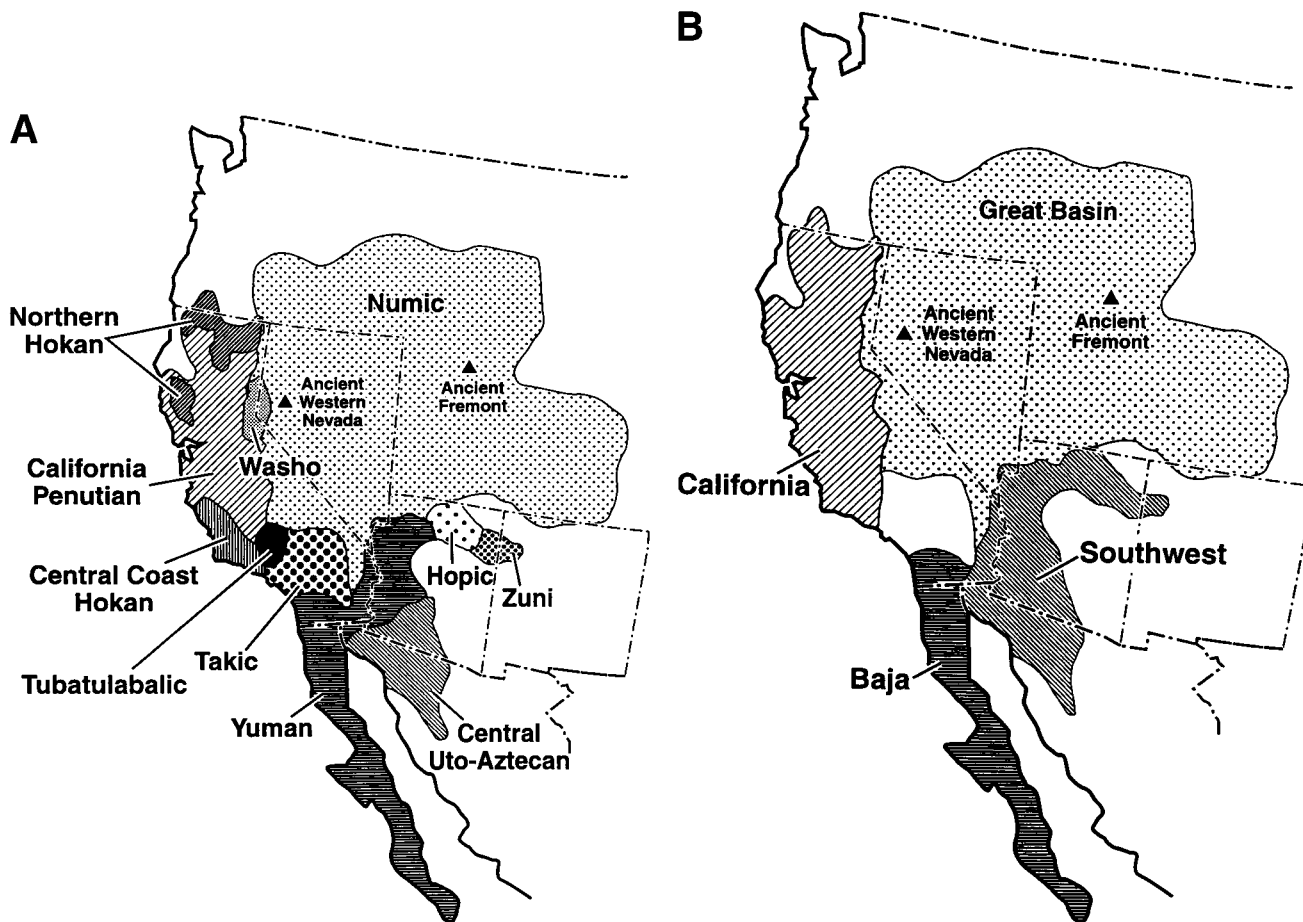 A
Northern
Hokan
Numic
Ancient
Western
Nevada
Ancient
Fremont
California
Penutian
Washo
Central Coast
Hokan
Hopic
Zuni
Takic
Tubatulabalic
Yuman
Central
Uto-Aztecan
B
Great Basin
Ancient
Western
Nevada
Ancient
Fremont
California
Southwest
Baja